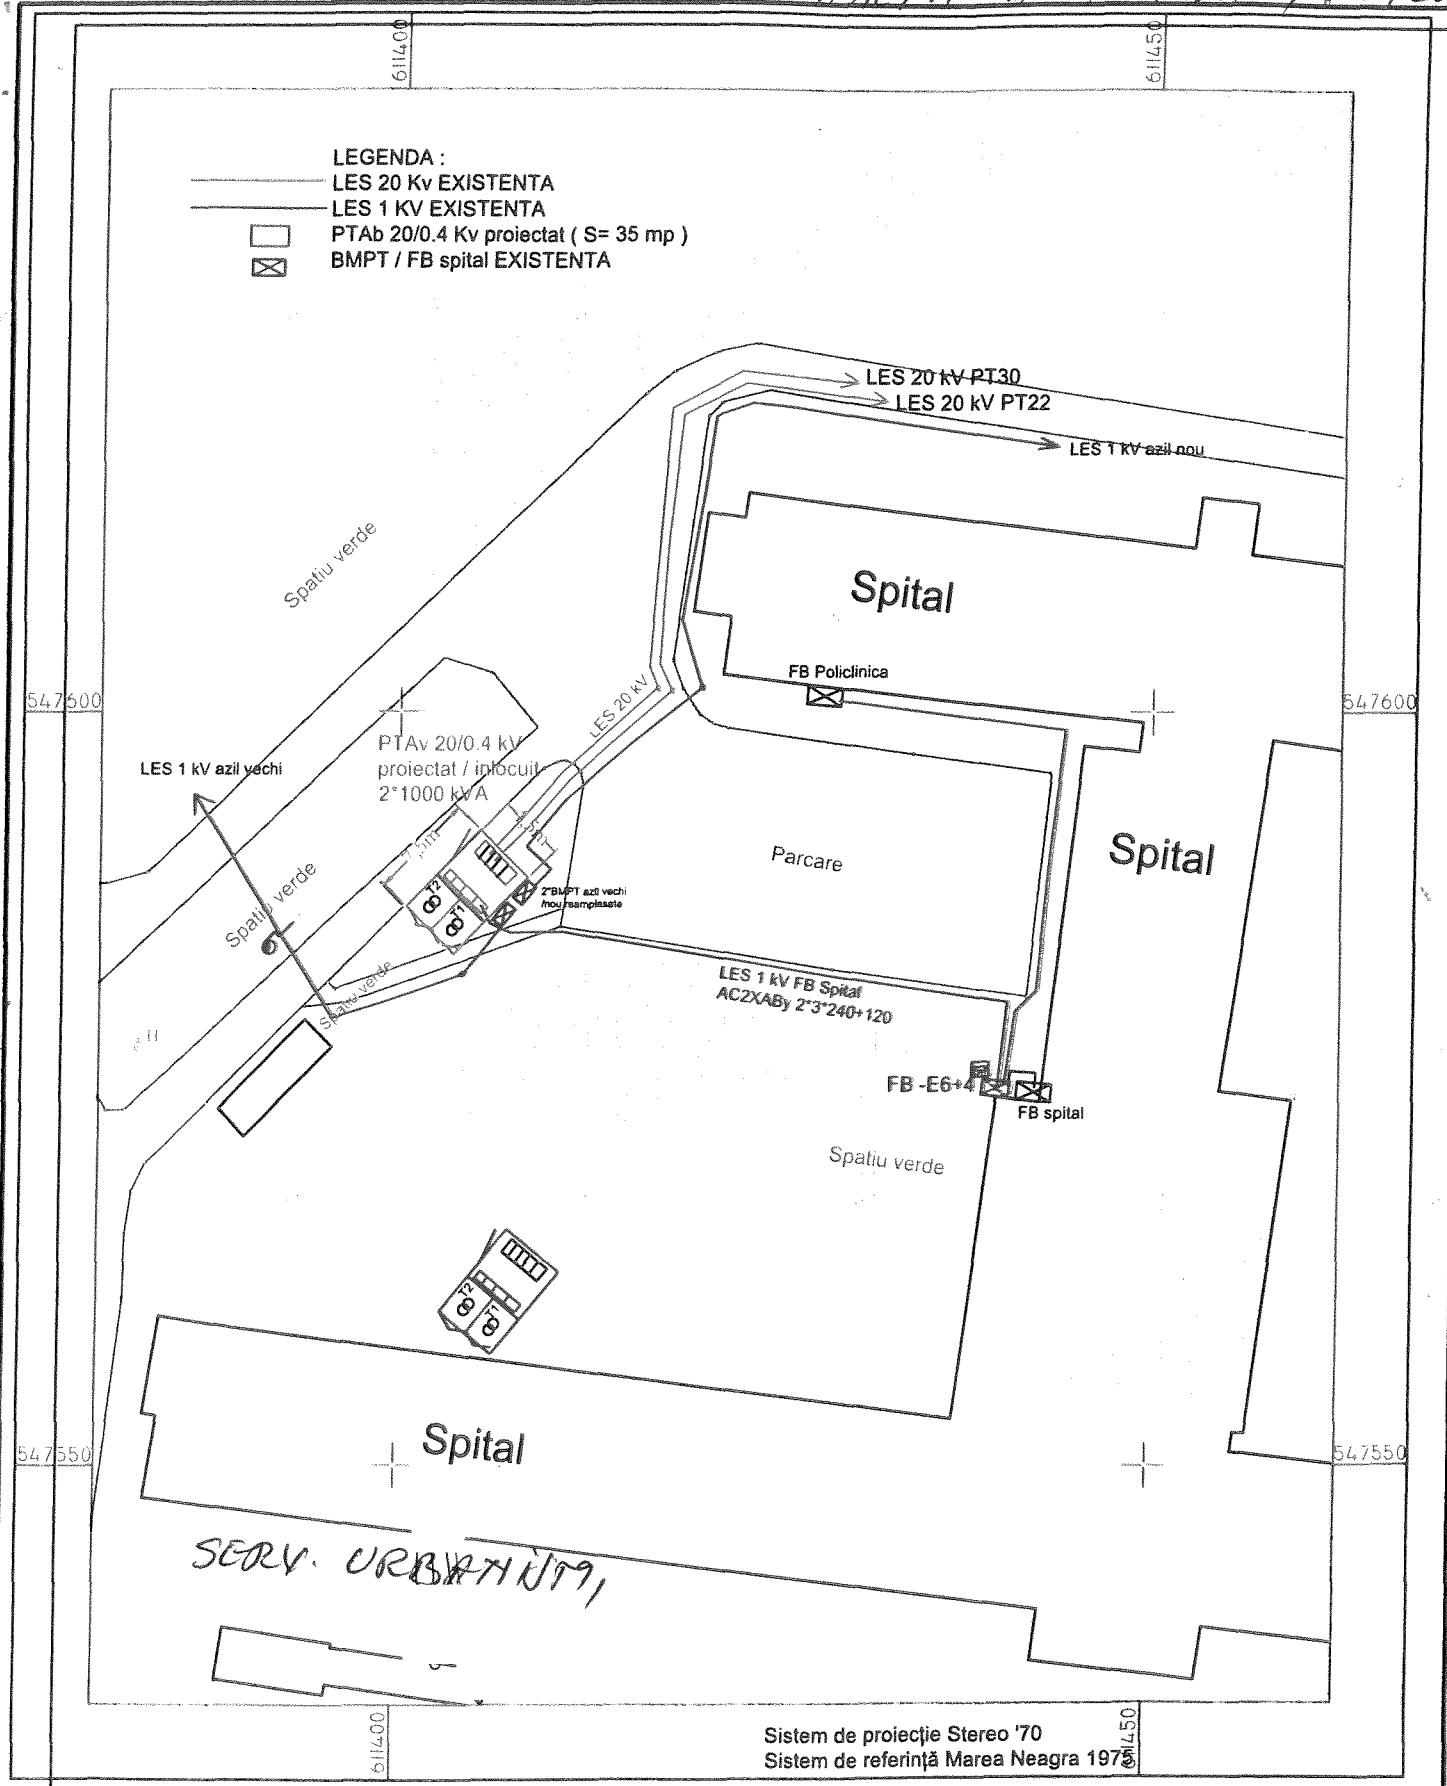 611400
611450
LEGENDA :
LES 20 Kv EXISTENTA
LES 1 KV EXISTENTA
PTAb 20/0.4 Kv proiectat ( S= 35 mp )
BMPT / FB spital EXISTENTA
LES 20 kV PT30
LES 20 kV PT22
LES 1 kV azil nou
Spatiu verde
Spital
FB Policlinica
547600
547600
LES 20 kV
PTAv 20/0.4 kV
proiectat / inlocuit
2*1000 kVA
LES 1 kV azil vechi
7,5m
Parcare
Spital
Spatiu verde
T2
T1
2*BMPT azil vechi
/nou reamplasate
Spatiu verde
LES 1 kV FB Spital
AC2XABy 2*3*240+120
FB -E6+4
FB spital
Spatiu verde
T2
T1
Spital
547550
547550
SERV.
611400
611450
Sistem de proiecție Stereo '70
Sistem de referință Marea Neagra 1975